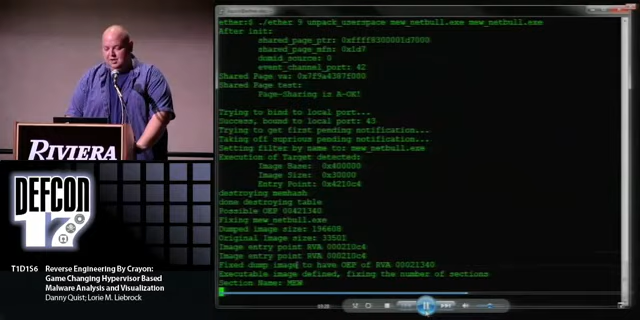 ether:$ ./ether 9 unpack_userspace mew_netbull.exe mew_netbull.exe
After init:
shared_page_ptr: 0xffff8300001d7000
shared_page_mfn: 0x1d7
domid_source: 0
event_channel_port: 42
Shared Page va: 0x7f9a4387f000
Shared Page test:
Page-Sharing is A-OK!
Trying to bind to local port...
Success, bound to local port: 43
Trying to get first pending notification...
Taking off suprious pending notification...
Setting filter by name to: mew_netbull.exe
Execution of Target detected:
Image Base: 0x400000
Image Size: 0x30000
Entry Point: 0x4210c4
destroying memhash
done destroying table
Possible OEP 00421340
Fixing mew_netbull.exe
Dumped image size: 196608
Original Image size: 33501
Image entry point RVA 000210c4
Image entry point RVA 000210c4
Fixed dump image to have OEP of RVA 00021340
Executable image defined, fixing the number of sections
Section Name: MEW
RIVIERA
DEFCON
17
T1D156
Reverse Engineering By Crayon:
Game Changing Hypervisor Based
Malware Analysis and Visualization
Danny Quist; Lorie M. Liebrock